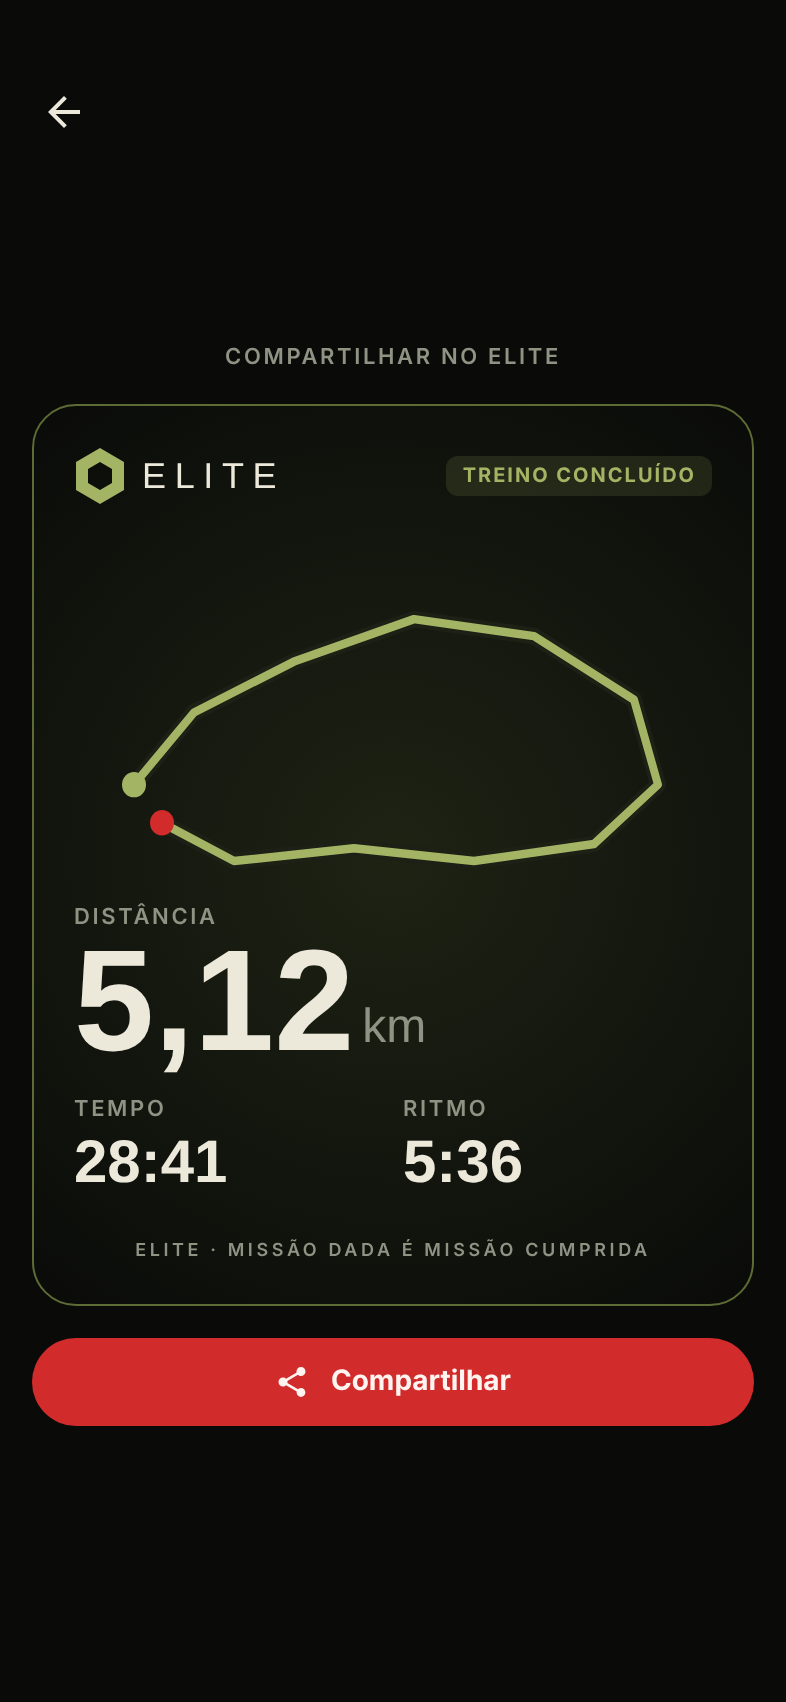 COMPARTILHAR NO ELITE
ELITE
TREINO CONCLUÍDO
DISTÂNCIA
5,12 km
TEMPO
RITMO
28:41
5:36
ELITE · MISSÃO DADA É MISSÃO CUMPRIDA
Compartilhar